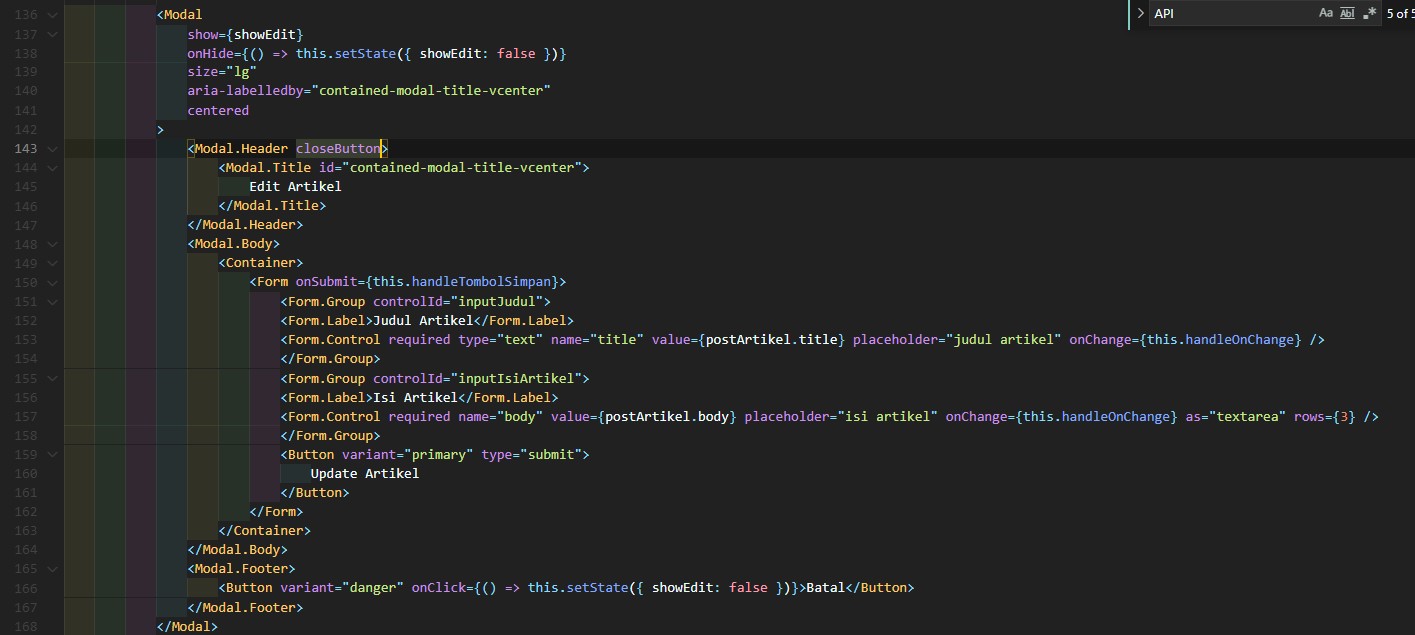 API Aa Abl .* 5 of 5
136 <Modal
137 show={showEdit}
138 onHide={() => this.setState({ showEdit: false })}
139 size="lg"
140 aria-labelledby="contained-modal-title-vcenter"
141 centered
142 >
143 <Modal.Header closeButton>
144 <Modal.Title id="contained-modal-title-vcenter">
145 Edit Artikel
146 </Modal.Title>
147 </Modal.Header>
148 <Modal.Body>
149 <Container>
150 <Form onSubmit={this.handleTombolSimpan}>
151 <Form.Group controlId="inputJudul">
152 <Form.Label>Judul Artikel</Form.Label>
153 <Form.Control required type="text" name="title" value={postArtikel.title} placeholder="judul artikel" onChange={this.handleOnChange} />
154 </Form.Group>
155 <Form.Group controlId="inputIsiArtikel">
156 <Form.Label>Isi Artikel</Form.Label>
157 <Form.Control required name="body" value={postArtikel.body} placeholder="isi artikel" onChange={this.handleOnChange} as="textarea" rows={3} />
158 </Form.Group>
159 <Button variant="primary" type="submit">
160 Update Artikel
161 </Button>
162 </Form>
163 </Container>
164 </Modal.Body>
165 <Modal.Footer>
166 <Button variant="danger" onClick={() => this.setState({ showEdit: false })}>Batal</Button>
167 </Modal.Footer>
168 </Modal>